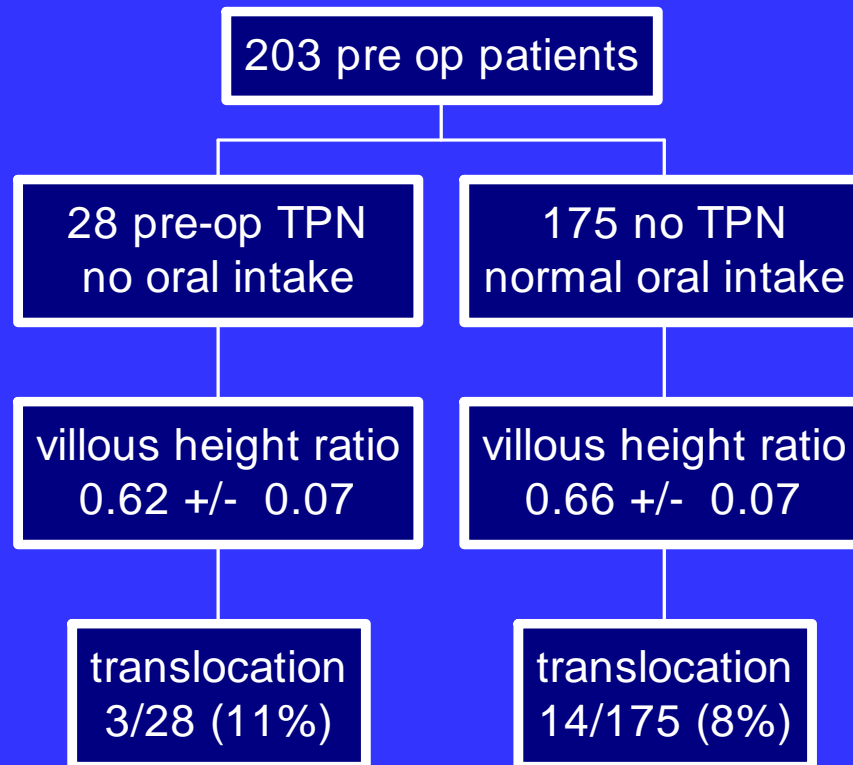 203 pre op patients
28 pre-op TPN
no oral intake
175 no TPN
normal oral intake
villous height ratio
0.62 +/- 0.07
villous height ratio
0.66 +/- 0.07
translocation
3/28 (11%)
translocation
14/175 (8%)